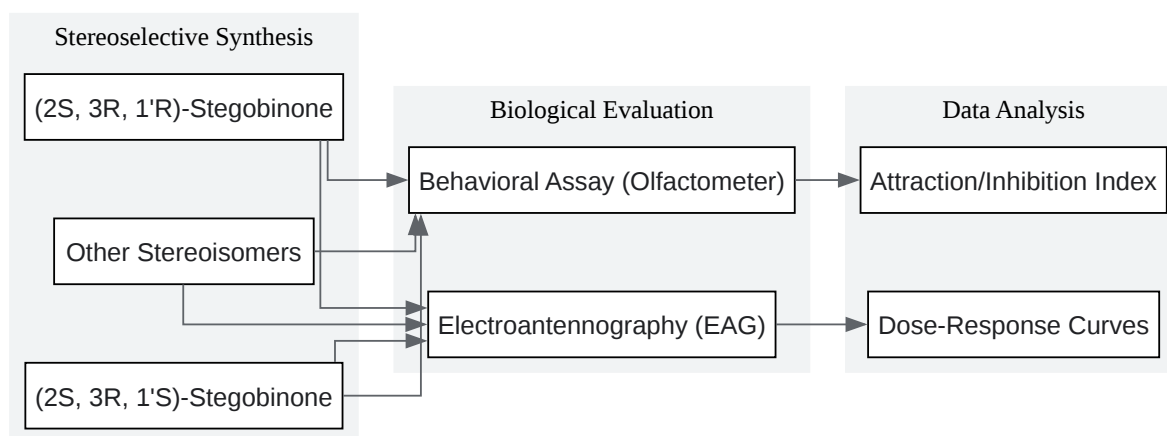 Stereoselective Synthesis
(2S, 3R, 1'R)-Stegobinone
Other Stereoisomers
(2S, 3R, 1'S)-Stegobinone
Biological Evaluation
Behavioral Assay (Olfactometer)
Electroantennography (EAG)
Data Analysis
Attraction/Inhibition Index
Dose-Response Curves